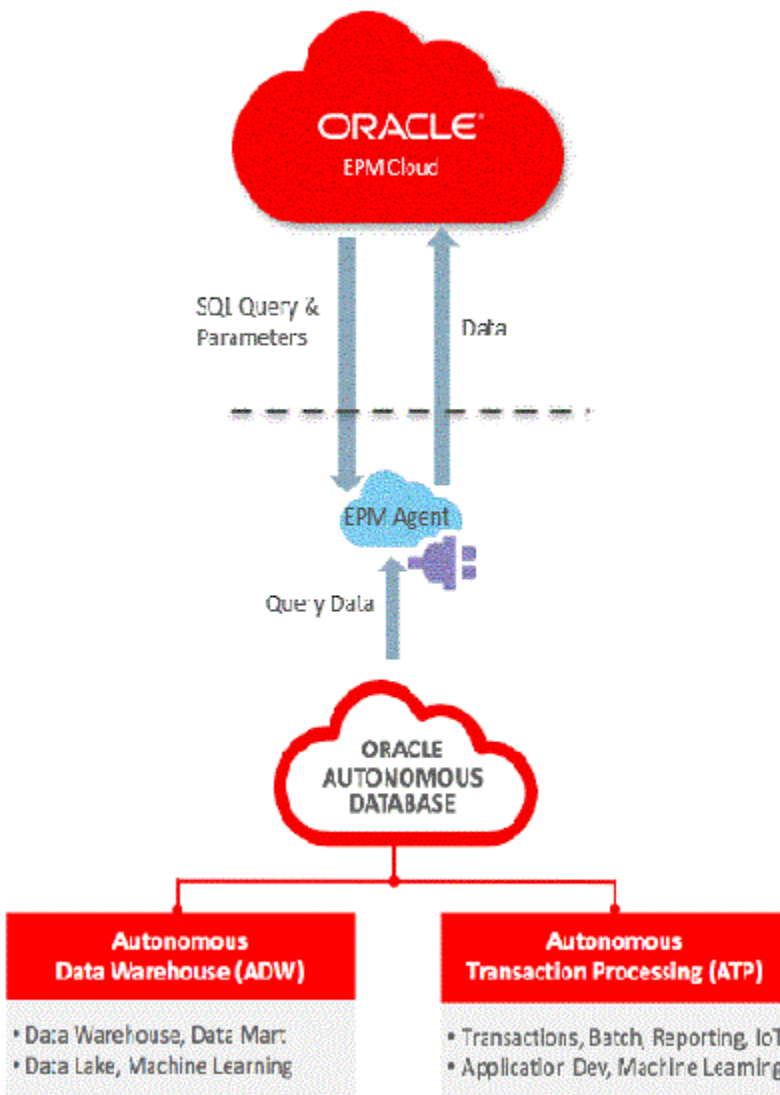 ORACLE®
EPM Cloud
SQL Query &
Parameters
Data
EPM Agent
Query Data
ORACLE
AUTONOMOUS
DATABASE
Autonomous
Data Warehouse (ADW)
• Data Warehouse, Data Mart
• Data Lake, Machine Learning
Autonomous
Transaction Processing (ATP)
• Transactions, Batch, Reporting, IoT
• Application Dev, Machine Learning